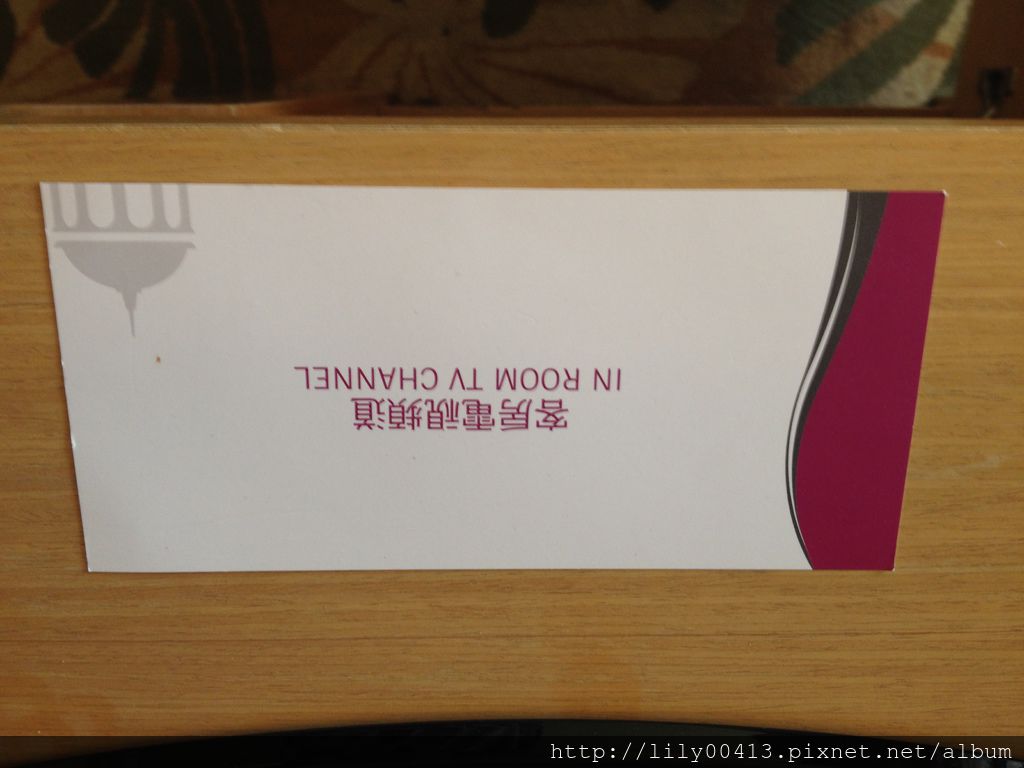 客房電視頻道
IN ROOM TV CHANNEL
http://lily00413.pixnet.net/album